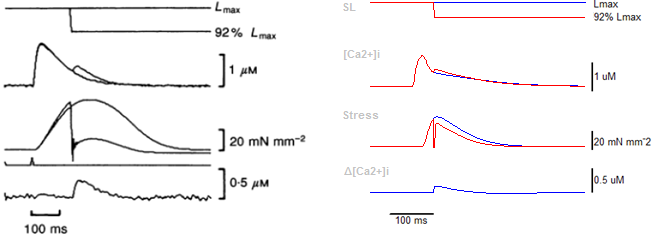 Lmax
92% Lmax
1 μM
20 mN mm⁻²
0·5 μM
100 ms
SL
Lmax
92% Lmax
[Ca2+]i
1 uM
Stress
20 mN mm⁻²
Δ[Ca2+]i
0.5 uM
100 ms